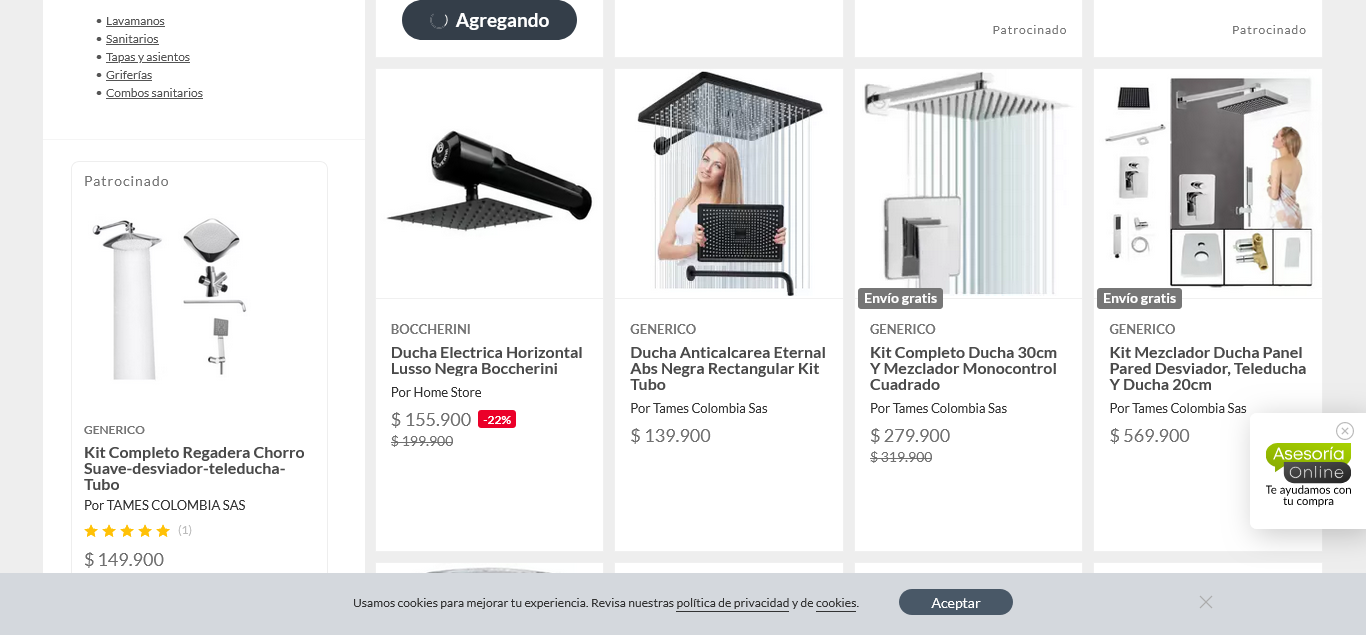 Lavamanos
Sanitarios
Tapas y asientos
Griferías
Combos sanitarios
Patrocinado
GENERICO
Kit Completo Regadera Chorro
Suave-desviador-teleducha-
Tubo
Por TAMES COLOMBIA SAS
(1)
$ 149.900
Agregando
Patrocinado
Patrocinado
BOCCHERINI
Ducha Electrica Horizontal
Lusso Negra Boccherini
Por Home Store
$ 155.900 -22%
$ 199.900
GENERICO
Ducha Anticalcarea Eternal
Abs Negra Rectangular Kit
Tubo
Por Tames Colombia Sas
$ 139.900
Envío gratis
GENERICO
Kit Completo Ducha 30cm
Y Mezclador Monocontrol
Cuadrado
Por Tames Colombia Sas
$ 279.900
$ 319.900
Envío gratis
GENERICO
Kit Mezclador Ducha Panel
Pared Desviador, Teleducha
Y Ducha 20cm
Por Tames Colombia Sas
$ 569.900
Asesoría
Online
Te ayudamos con
tu compra
Usamos cookies para mejorar tu experiencia. Revisa nuestras política de privacidad y de cookies.
Aceptar